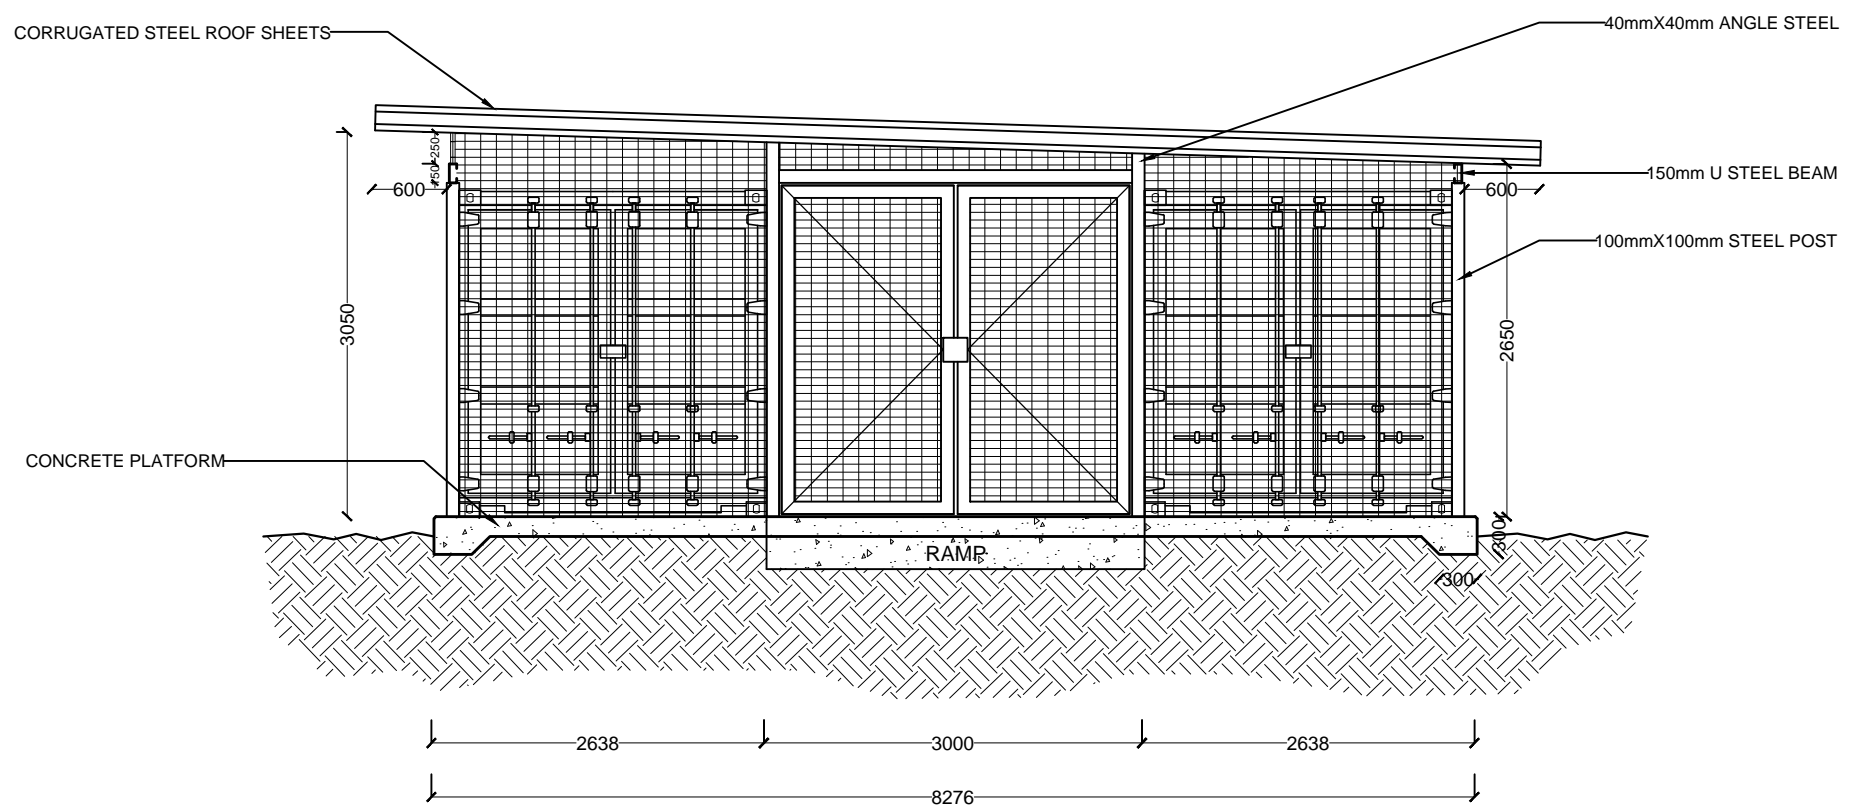 40mmX40mm ANGLE STEEL
CORRUGATED STEEL ROOF SHEETS
250
150mm U STEEL BEAM
600
600
100mmX100mm STEEL POST
3050
2650
CONCRETE PLATFORM
300
RAMP
300
2638
3000
2638
8276